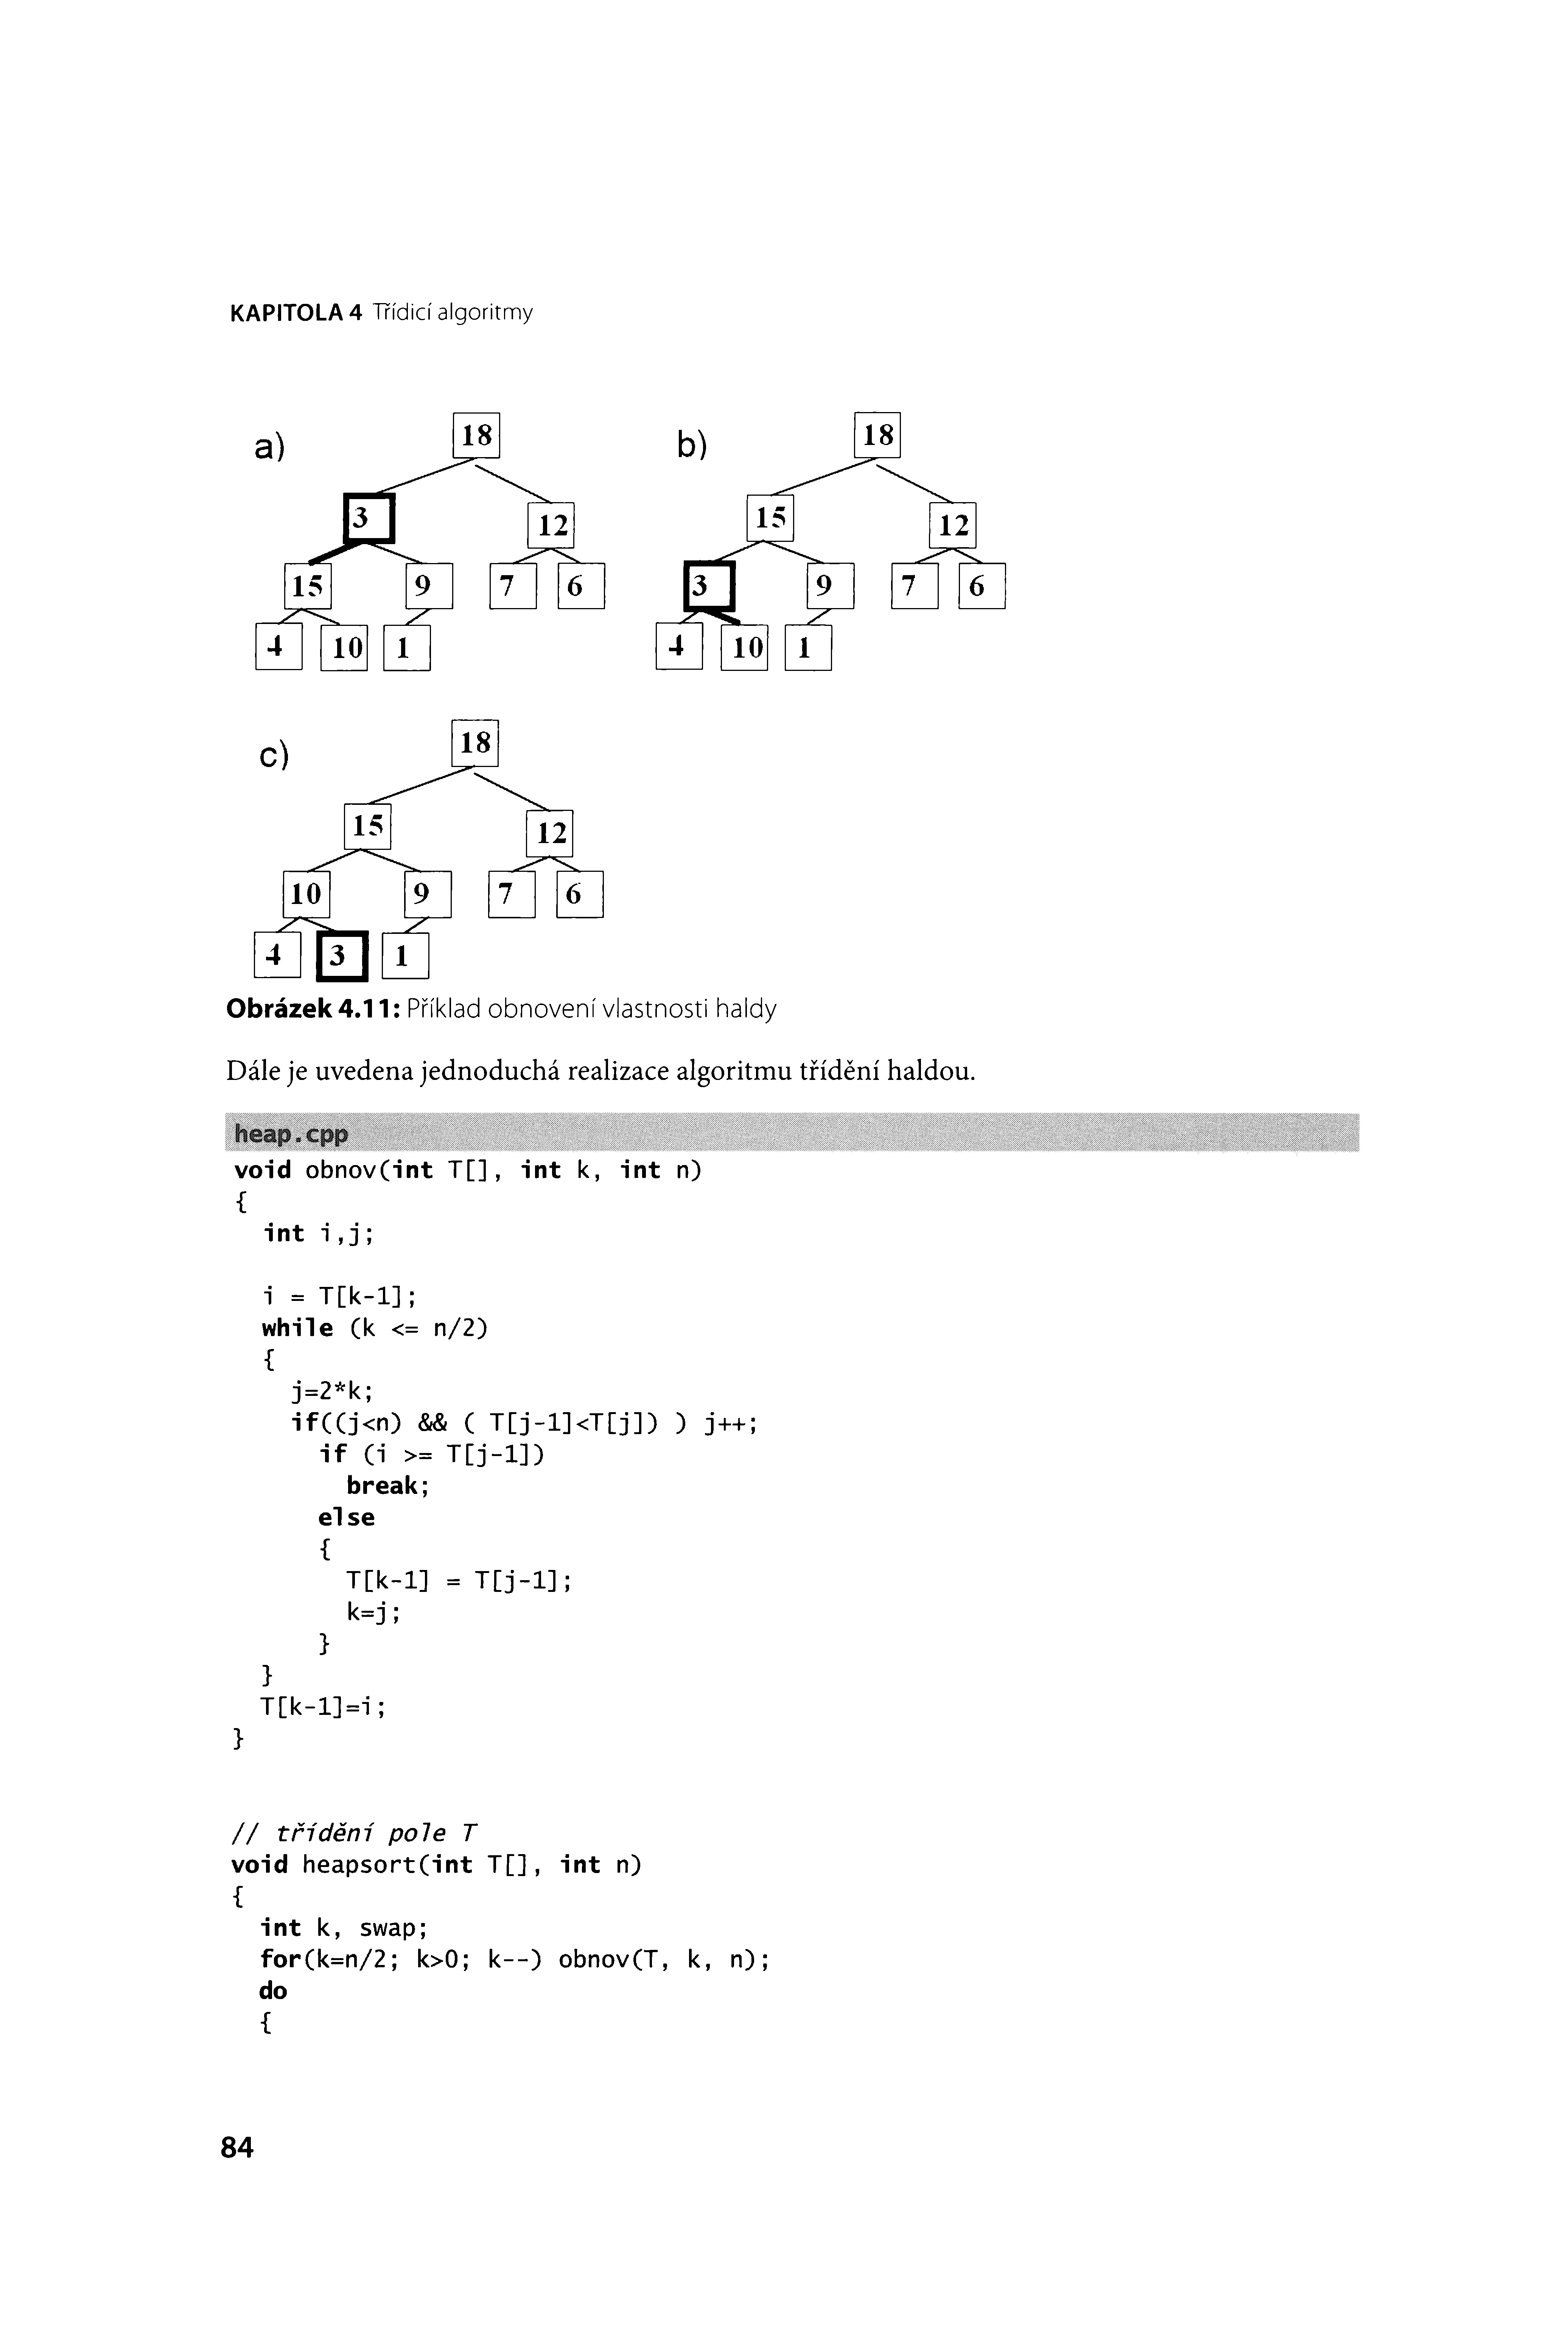 KAPITOLA 4 Třídicí algoritmy
a)
18
3
12
15
9
7
6
4
10
1
b)
18
15
12
3
9
7
6
4
10
1
c)
18
15
12
10
9
7
6
4
3
1
Obrázek 4.11: Příklad obnovení vlastnosti haldy
Dále je uvedena jednoduchá realizace algoritmu třídění haldou.
heap.cpp
void obnov(int T[], int k, int n)
{
int i,j;
i = T[k-1];
while (k <= n/2)
{
j=2*k;
if((j<n) && ( T[j-1]<T[j]) ) j++;
if (i >= T[j-1])
break;
else
{
T[k-1] = T[j-1];
k=j;
}
}
T[k-1]=i;
}
// třídění pole T
void heapsort(int T[], int n)
{
int k, swap;
for(k=n/2; k>0; k--) obnov(T, k, n);
do
{
84